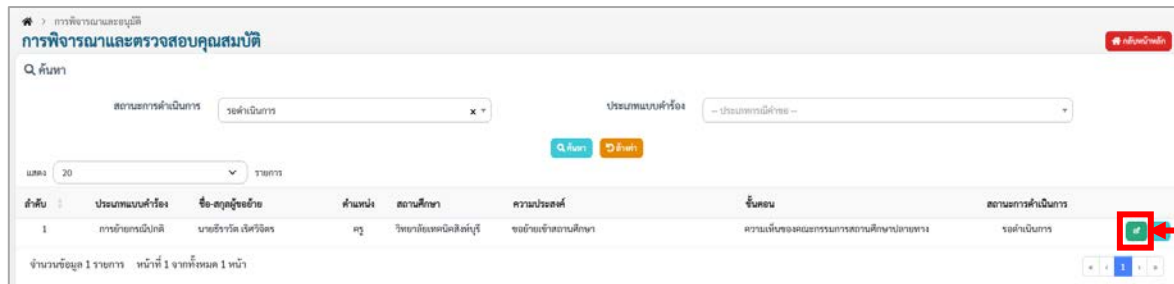 การพิจารณาและอนุมัติ
การพิจารณาและตรวจสอบคุณสมบัติ
กลับหน้าหลัก
ค้นหา
สถานะการดำเนินการ รอดำเนินการ x ประเภทแบบคำร้อง -- ประเภทกรณีคำขอ --
ค้นหา ล้างค่า
แสดง 20 รายการ
ลำดับ ประเภทแบบคำร้อง ชื่อ-สกุลผู้ขอย้าย ตำแหน่ง สถานศึกษา ความประสงค์ ขั้นตอน สถานะการดำเนินการ
1 การย้ายกรณีปกติ ครู วิทยาลัยเทคนิคสิงห์บุรี ขอย้ายเข้าสถานศึกษา ความเห็นของคณะกรรมการสถานศึกษาปลายทาง รอดำเนินการ
จำนวนข้อมูล 1 รายการ หน้าที่ 1 จากทั้งหมด 1 หน้า « ‹ 1 › »